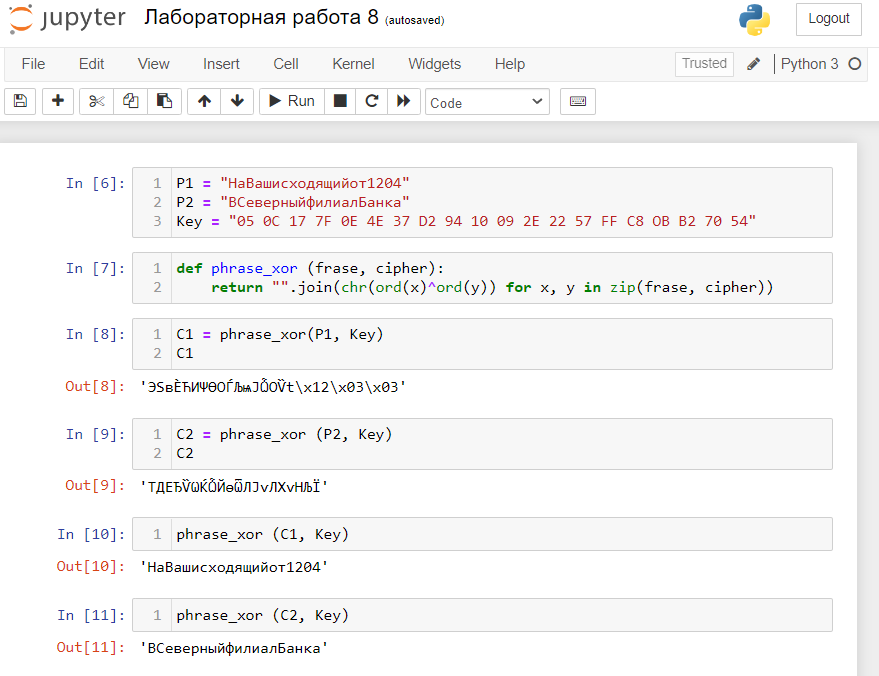 jupyter Лабораторная работа 8 (autosaved) Logout
File Edit View Insert Cell Kernel Widgets Help Trusted Python 3
Run Code
In [6]: 1 P1 = "НаВашисходящийот1204"
2 P2 = "ВСеверныйфилиалБанка"
3 Key = "05 0C 17 7F 0E 4E 37 D2 94 10 09 2E 22 57 FF C8 OB B2 70 54"
In [7]: 1 def phrase_xor (frase, cipher):
2 return "".join(chr(ord(x)^ord(y)) for x, y in zip(frase, cipher))
In [8]: 1 C1 = phrase_xor(P1, Key)
2 C1
Out[8]:
In [9]: 1 C2 = phrase_xor (P2, Key)
2 C2
Out[9]:
In [10]: 1 phrase_xor (C1, Key)
Out[10]: 'НаВашисходящийот1204'
In [11]: 1 phrase_xor (C2, Key)
Out[11]: 'ВСеверныйфилиалБанка'